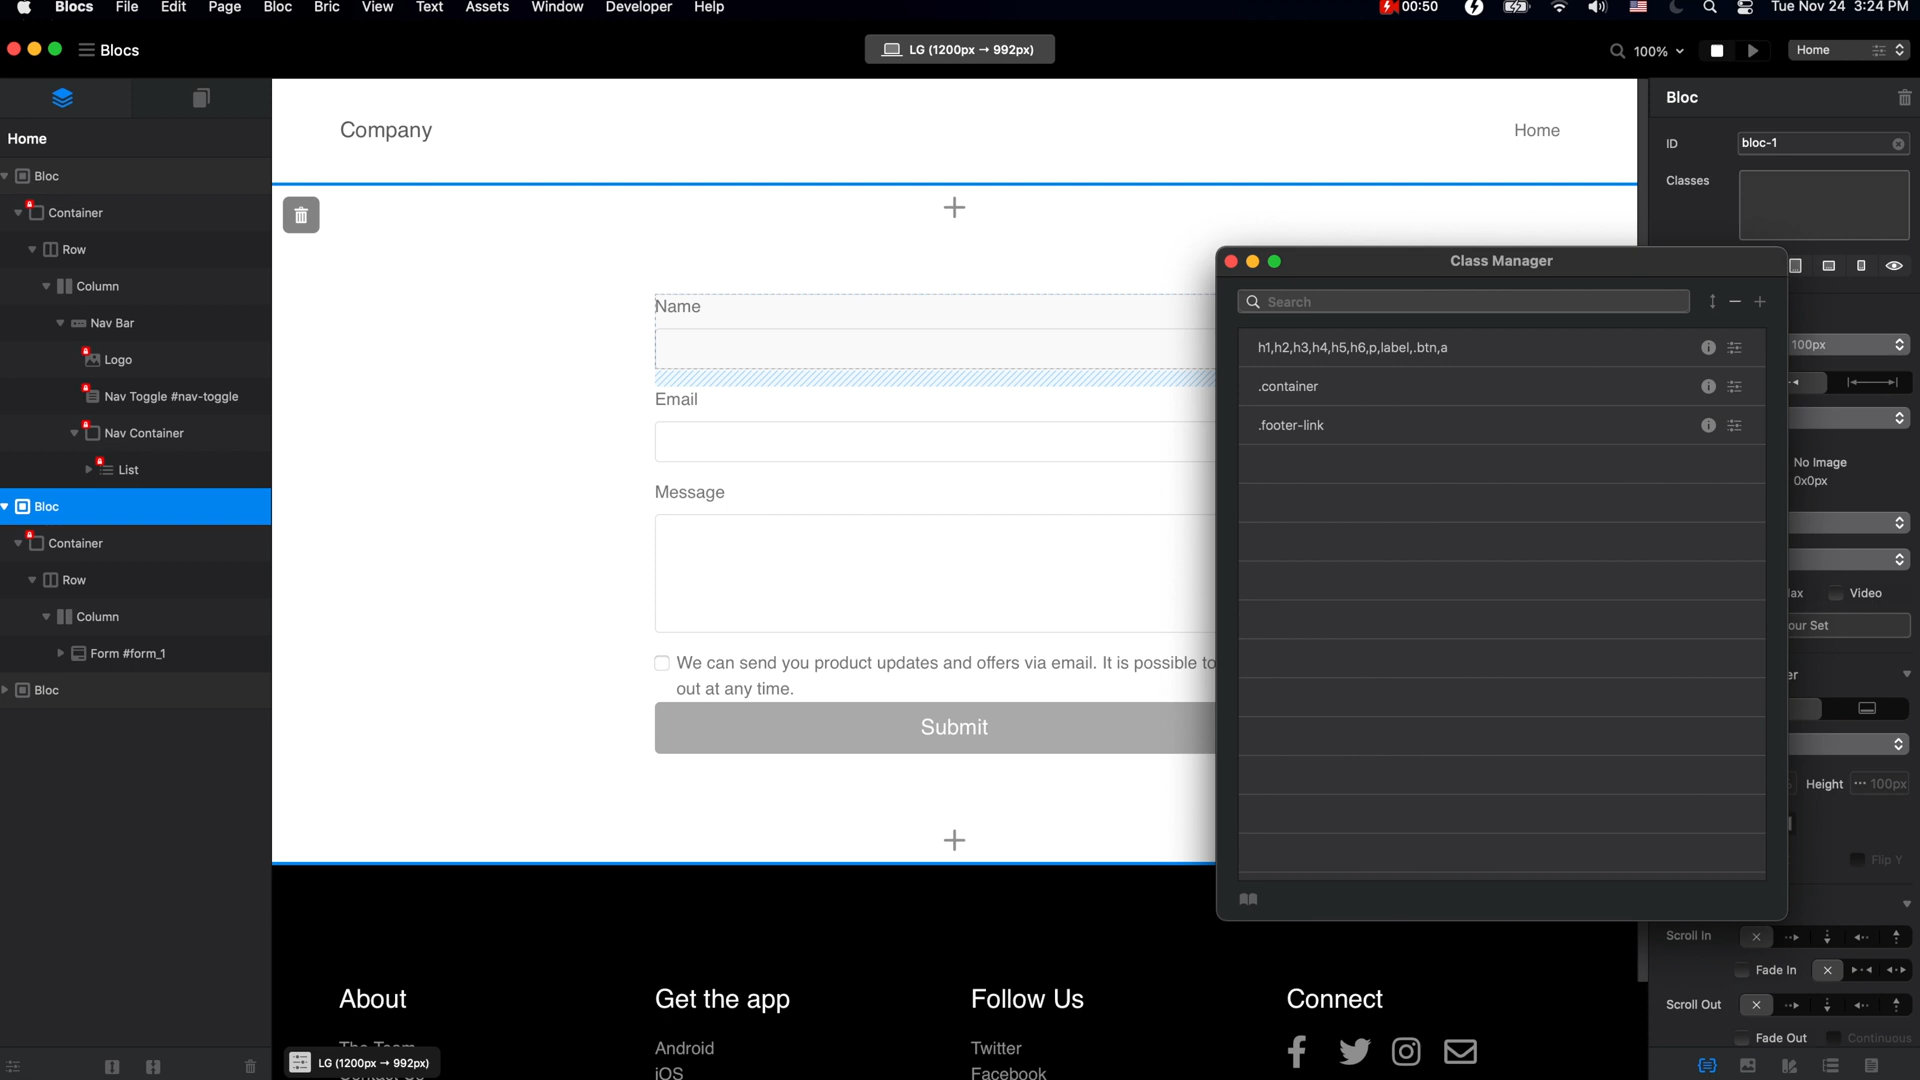 Blocs File Edit Page Bloc Bric View Text Assets Window Developer Help
00:50 Tue Nov 24 3:24 PM
Blocs
LG (1200px → 992px)
100%
Home
Home
Bloc
Container
Row
Column
Nav Bar
Logo
Nav Toggle #nav-toggle
Nav Container
List
Bloc
Container
Row
Column
Form #form_1
Bloc
Company
Home
Name
Email
Message
We can send you product updates and offers via email. It is possible to
out at any time.
Submit
About
Get the app
Follow Us
Connect
Android
Twitter
iOS
Facebook
LG (1200px → 992px)
Class Manager
Search
h1,h2,h3,h4,h5,h6,p,label,.btn,a
.container
.footer-link
Bloc
ID
bloc-1
Classes
100px
No Image
0x0px
Video
our Set
Height
100px
Flip Y
Scroll In
Fade In
Scroll Out
Fade Out
Continuous